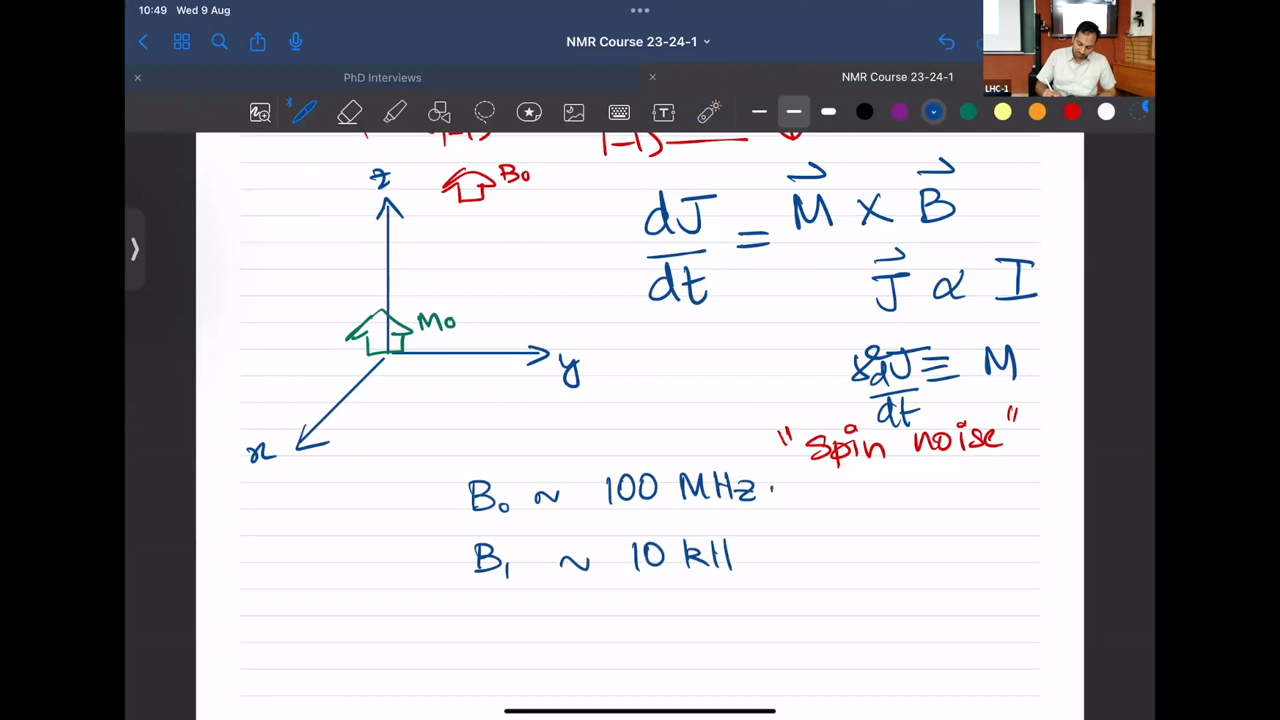 10:49 Wed 9 Aug
NMR Course 23-24-1
PhD Interviews
NMR Course 23-24-1
LHC-1
T
|-1⟩
z
B₀
dJ/dt = M⃗ × B⃗
J⃗ ∝ I
M₀
y
dJ/dt ≡ M
x
"Spin noise"
B₀ ~ 100 MHz.
B₁ ~ 10 kH